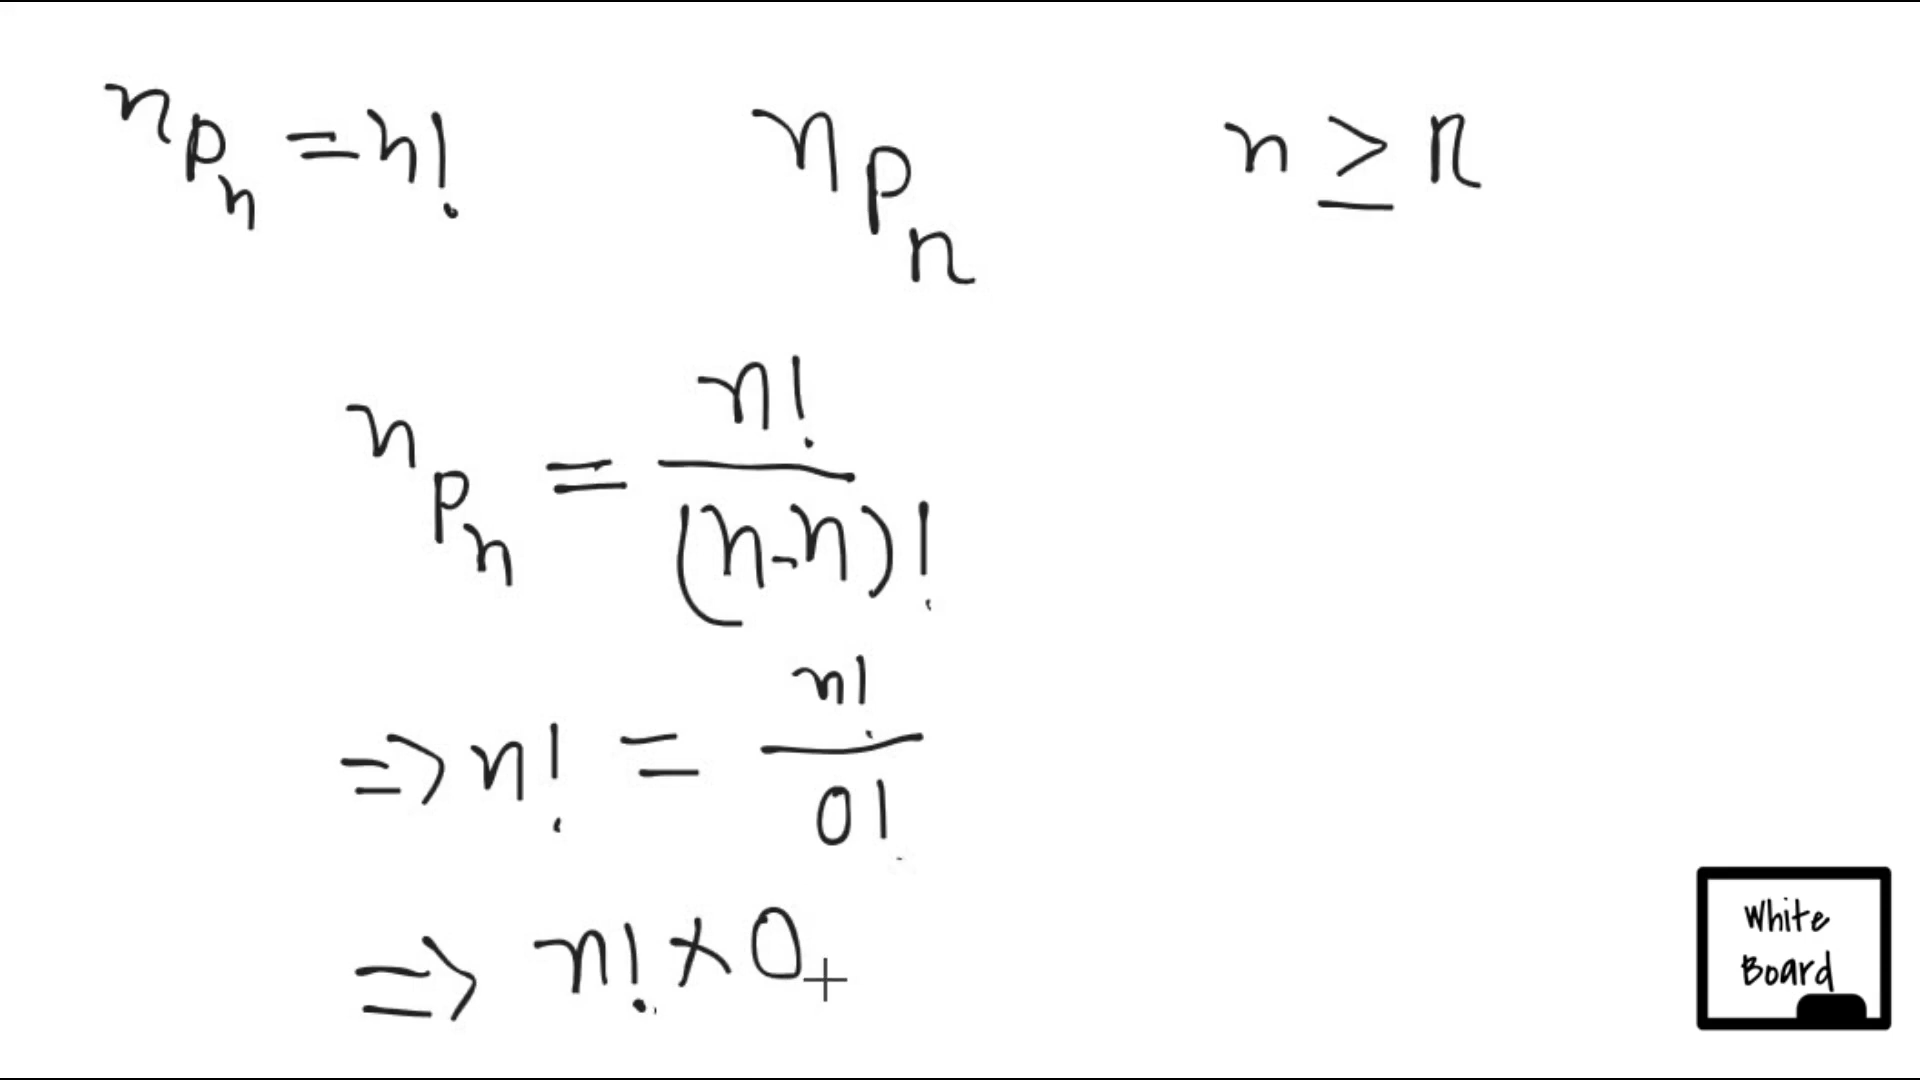 ⁿPₙ = n!   ⁿPᵣ   n ≥ r
ⁿPₙ = n! / (n-n)!
⇒ n! = n! / 0!
⇒ n! × 0
White
Board